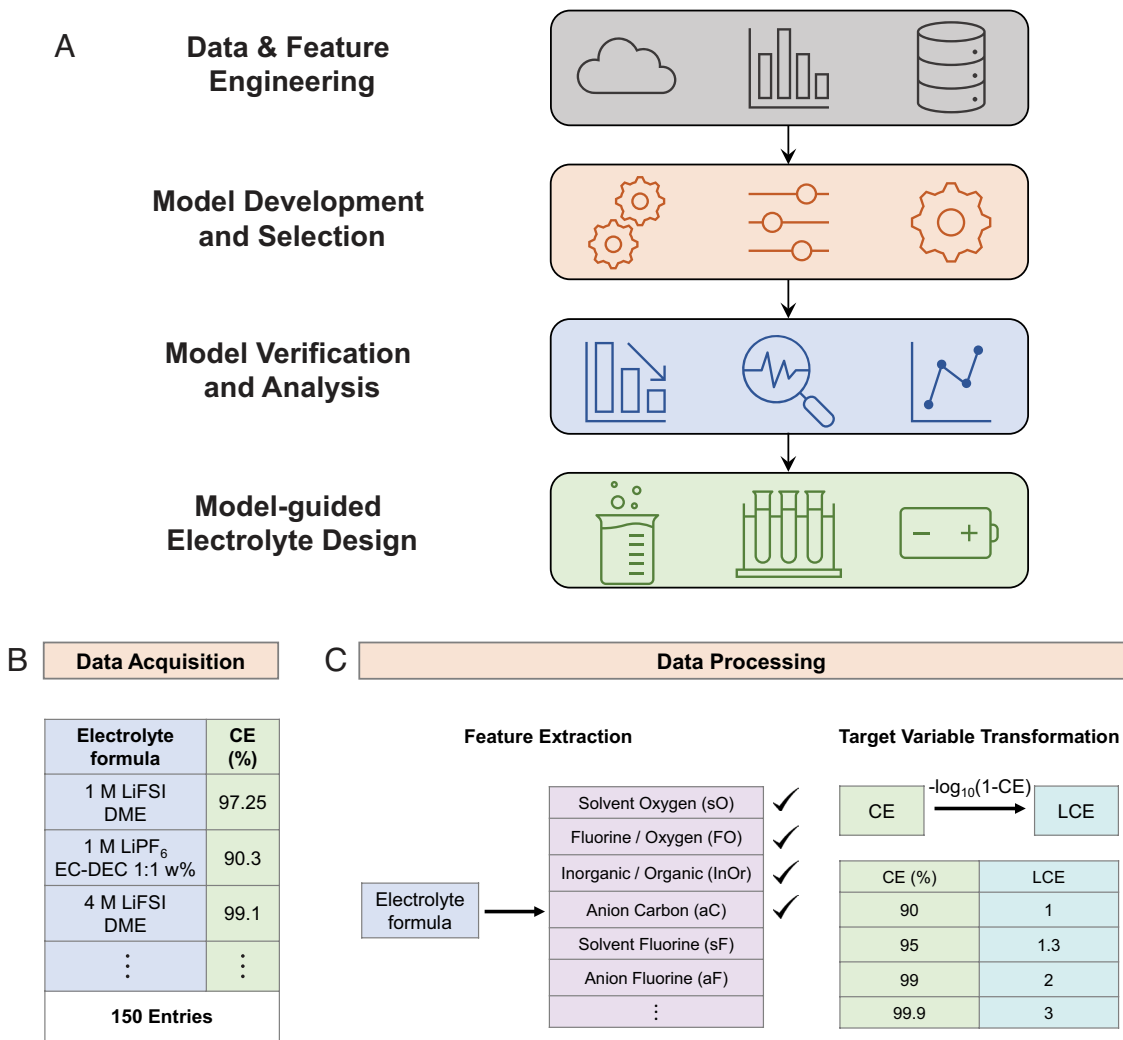 A
Data & Feature
Engineering
Model Development
and Selection
Model Verification
and Analysis
Model-guided
Electrolyte Design
B
Data Acquisition
Electrolyte
formula
CE
(%)
1 M LiFSI
DME
97.25
1 M LiPF₆
EC-DEC 1:1 w%
90.3
4 M LiFSI
DME
99.1
⋮
⋮
150 Entries
C
Data Processing
Feature Extraction
Electrolyte
formula
Solvent Oxygen (sO) ✓
Fluorine / Oxygen (FO) ✓
Inorganic / Organic (InOr) ✓
Anion Carbon (aC) ✓
Solvent Fluorine (sF)
Anion Fluorine (aF)
⋮
Target Variable Transformation
CE
-log₁₀(1-CE)
LCE
CE (%) LCE
90 1
95 1.3
99 2
99.9 3